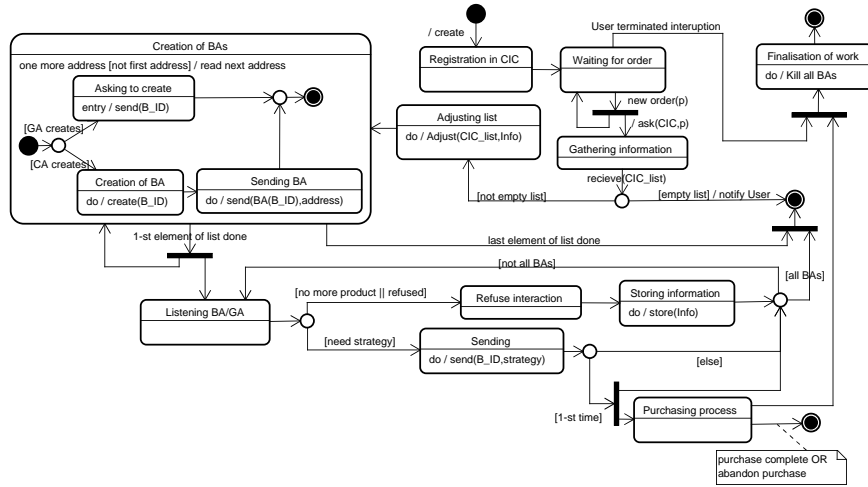 / create
User terminated interuption
Creation of BAs
one more address [not first address] / read next address
Asking to create
entry / send(B_ID)
[GA creates]
[CA creates]
Creation of BA
do / create(B_ID)
Sending BA
do / send(BA(B_ID),address)
Registration in CIC
Waiting for order
Finalisation of work
do / Kill all BAs
new order(p)
/ ask(CIC,p)
Adjusting list
do / Adjust(CIC_list,Info)
Gathering information
recieve(CIC_list)
[not empty list]
[empty list] / notify User
1-st element of list done
last element of list done
[not all BAs]
[all BAs]
Listening BA/GA
[no more product || refused]
Refuse interaction
Storing information
do / store(Info)
[need strategy]
Sending
do / send(B_ID,strategy)
[else]
[1-st time]
Purchasing process
purchase complete OR
abandon purchase